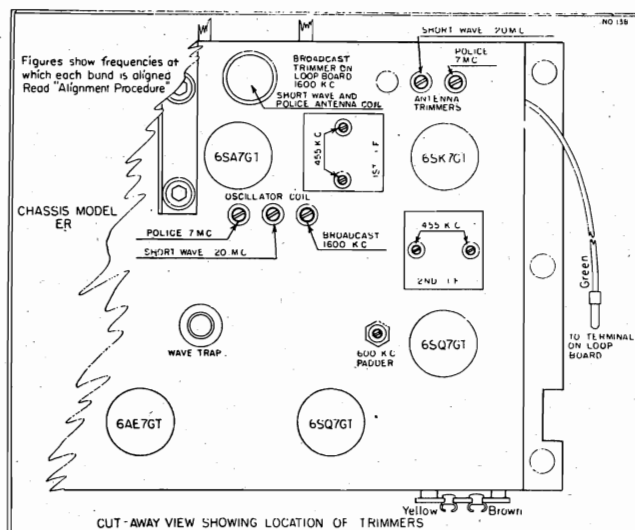 NO 138
SHORT WAVE 20 MC
POLICE
7 MC
Figures show frequencies at
which each band is aligned
Read "Alignment Procedure"
BROADCAST
TRIMMER ON
LOOP BOARD
1600 KC
SHORT WAVE AND
POLICE ANTENNA COIL
ANTENNA
TRIMMERS
6SA7GT
455 KC
1ST I F
6SK7GT
CHASSIS MODEL
ER
OSCILLATOR COIL
POLICE 7 MC
SHORT WAVE 20 MC
BROADCAST
1600 KC
455 KC
2ND I F
Green
WAVE TRAP
600 KC
PADDER
6SQ7GT
TO TERMINAL
ON LOOP
BOARD
6AE7GT
6SQ7GT
Yellow
Brown
CUT-AWAY VIEW SHOWING LOCATION OF TRIMMERS